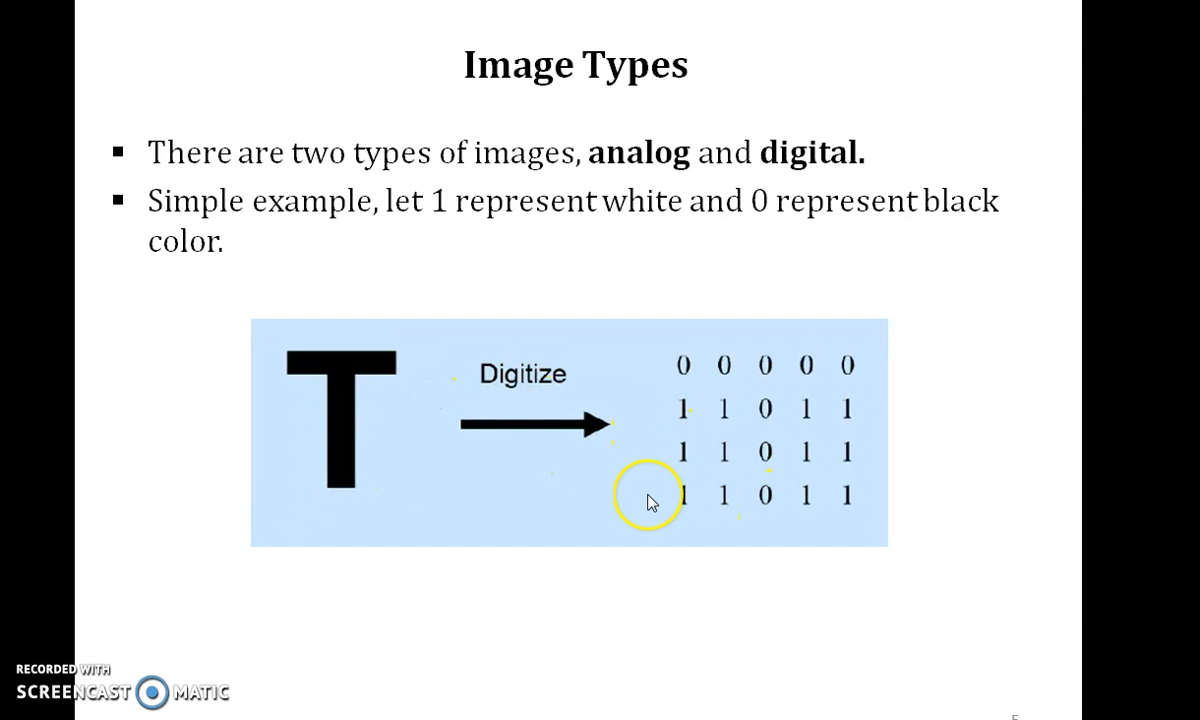 Image Types
▪ There are two types of images, analog and digital.
▪ Simple example, let 1 represent white and 0 represent black
color.
T
Digitize
0 0 0 0 0
1 1 0 1 1
1 1 0 1 1
1 1 0 1 1
RECORDED WITH
SCREENCAST MATIC